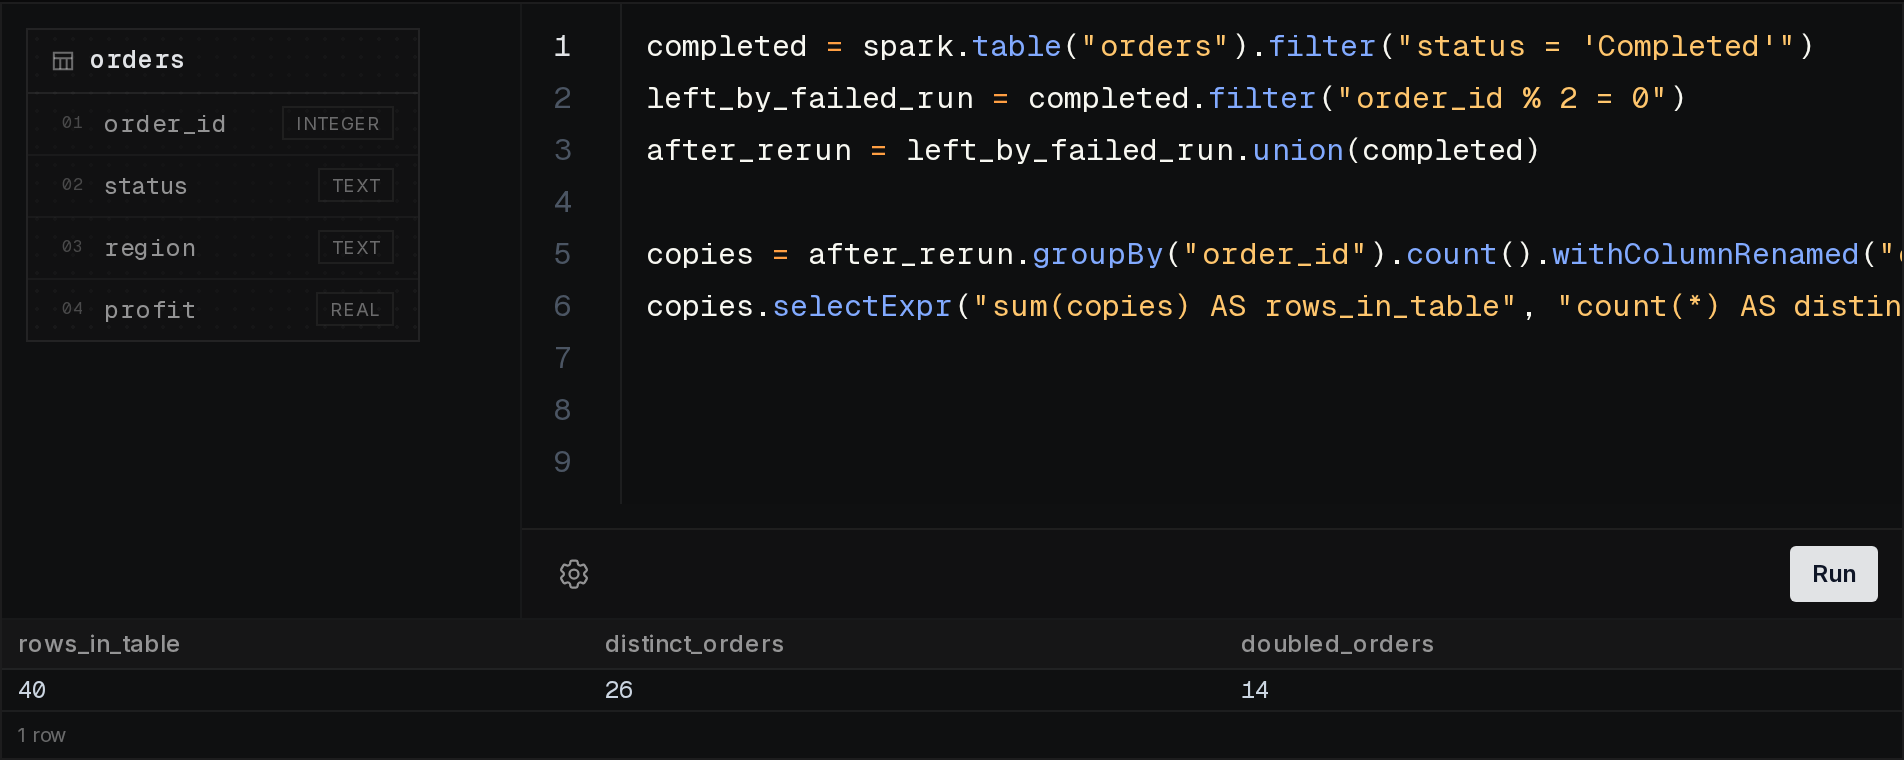 orders
01 order_id INTEGER
02 status TEXT
03 region TEXT
04 profit REAL
1 completed = spark.table("orders").filter("status = 'Completed'")
2 left_by_failed_run = completed.filter("order_id % 2 = 0")
3 after_rerun = left_by_failed_run.union(completed)
4
5 copies = after_rerun.groupBy("order_id").count().withColumnRenamed("
6 copies.selectExpr("sum(copies) AS rows_in_table", "count(*) AS distin
7
8
9
Run
rows_in_table distinct_orders doubled_orders
40 26 14
1 row